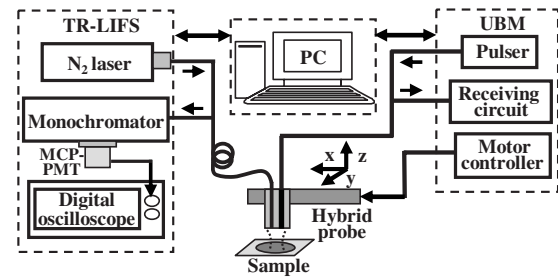 TR-LIFS
N2 laser
Monochromator
MCP-
PMT
Digital
oscilloscope
PC
x
z
y
Hybrid
probe
Sample
UBM
Pulser
Receiving
circuit
Motor
controller